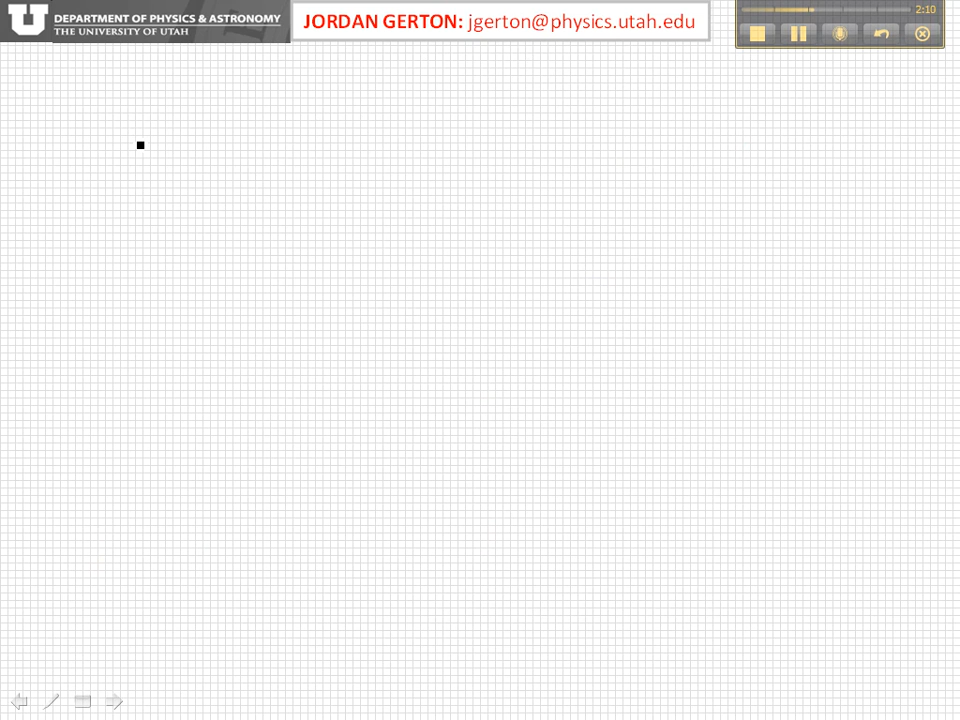 U DEPARTMENT OF PHYSICS & ASTRONOMY
THE UNIVERSITY OF UTAH
JORDAN GERTON: jgerton@physics.utah.edu
2:10